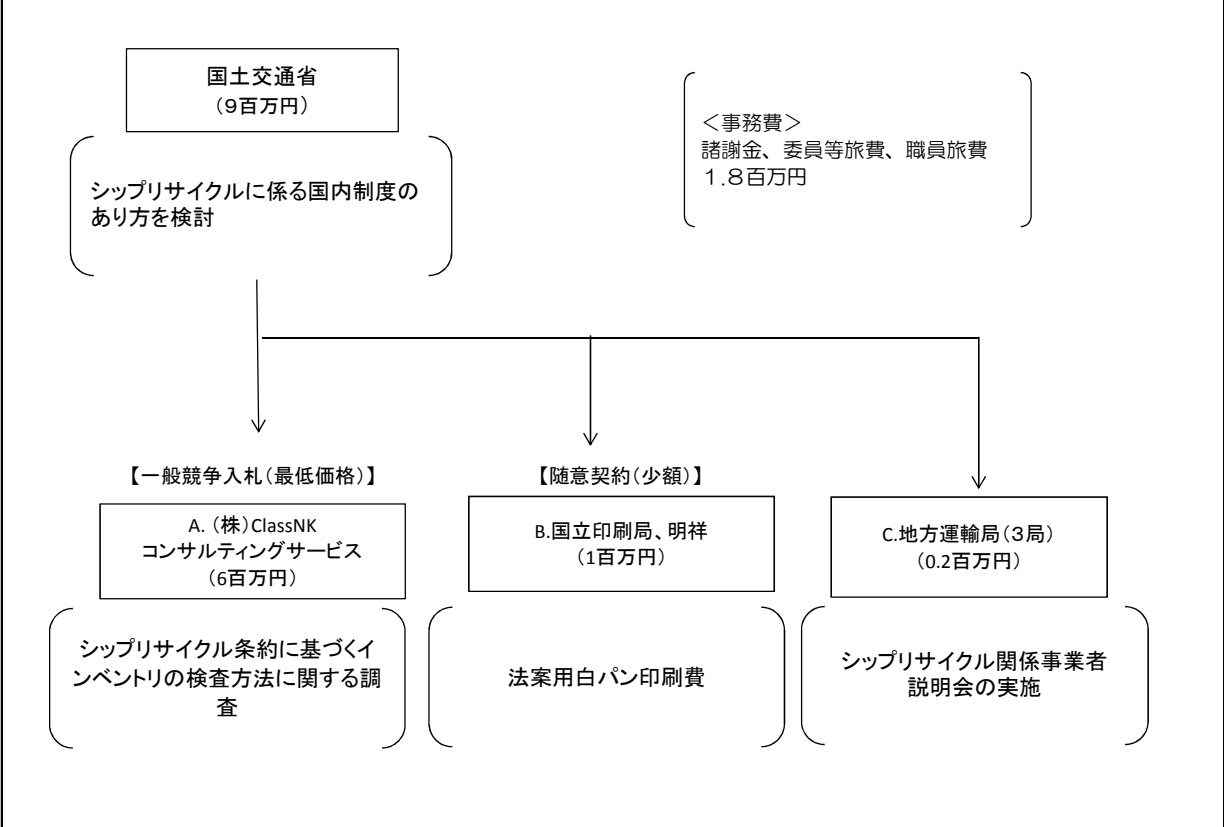 国土交通省
（9百万円）
シップリサイクルに係る国内制度の
あり方を検討
＜事務費＞
諸謝金、委員等旅費、職員旅費
１.８百万円
【一般競争入札（最低価格）】
A. （株）ClassNK
コンサルティングサービス
（6百万円）
シップリサイクル条約に基づくイ
ンベントリの検査方法に関する調
査
【随意契約（少額）】
B.国立印刷局、明祥
（1百万円）
法案用白パン印刷費
C.地方運輸局（３局）
（0.2百万円）
シップリサイクル関係事業者
説明会の実施